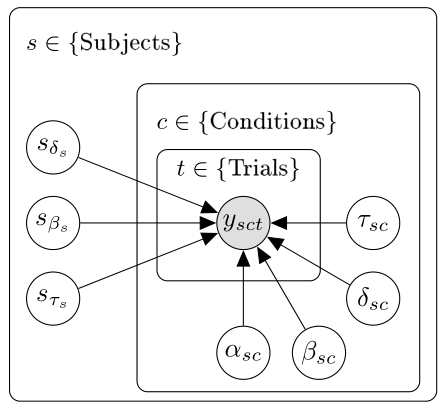 s ∈ {Subjects}
c ∈ {Conditions}
t ∈ {Trials}
s_{δ_s}
s_{β_s}
y_{sct}
τ_{sc}
s_{τ_s}
δ_{sc}
α_{sc}
β_{sc}